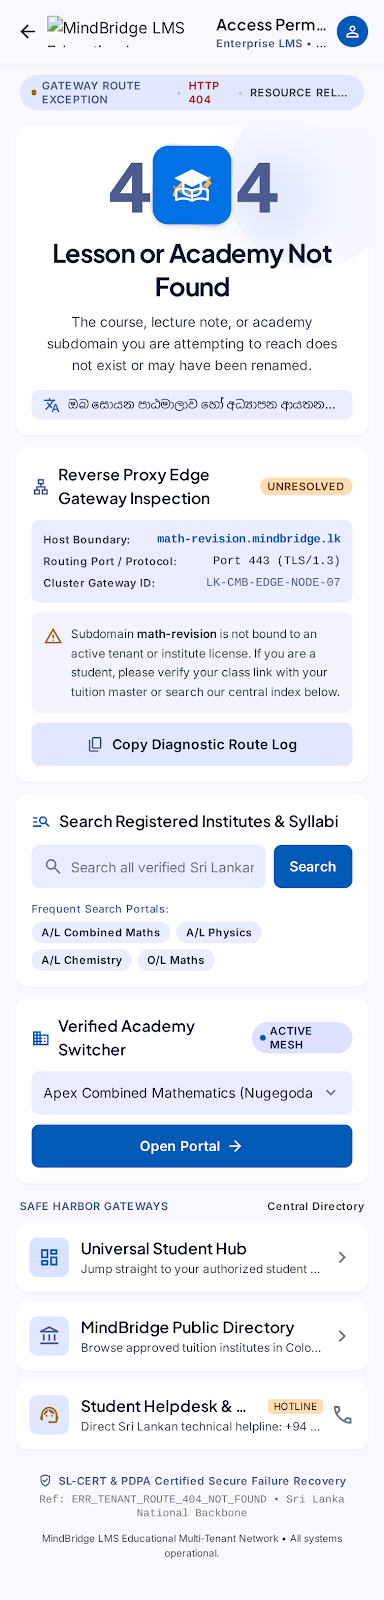 MindBridge LMS
Access Perm...
Enterprise LMS • ...
GATEWAY ROUTE EXCEPTION • HTTP 404 • RESOURCE REL...
4 4
Lesson or Academy Not
Found
The course, lecture note, or academy
subdomain you are attempting to reach does
not exist or may have been renamed.
ඔබ සොයන පාඨමාලාව හෝ අධ්‍යාපන ආයතන...
Reverse Proxy Edge
Gateway Inspection
UNRESOLVED
Host Boundary: math-revision.mindbridge.lk
Routing Port / Protocol: Port 443 (TLS/1.3)
Cluster Gateway ID: LK-CMB-EDGE-NODE-07
Subdomain math-revision is not bound to an
active tenant or institute license. If you are a
student, please verify your class link with your
tuition master or search our central index below.
Copy Diagnostic Route Log
Search Registered Institutes & Syllabi
Search all verified Sri Lankan
Search
Frequent Search Portals:
A/L Combined Maths A/L Physics
A/L Chemistry O/L Maths
Verified Academy
Switcher
ACTIVE
MESH
Apex Combined Mathematics (Nugegoda
Open Portal
SAFE HARBOR GATEWAYS Central Directory
Universal Student Hub
Jump straight to your authorized student ...
MindBridge Public Directory
Browse approved tuition institutes in Colo...
Student Helpdesk & ... HOTLINE
Direct Sri Lankan technical helpline: +94 ...
SL-CERT & PDPA Certified Secure Failure Recovery
Ref: ERR_TENANT_ROUTE_404_NOT_FOUND • Sri Lanka
National Backbone
MindBridge LMS Educational Multi-Tenant Network • All systems
operational.